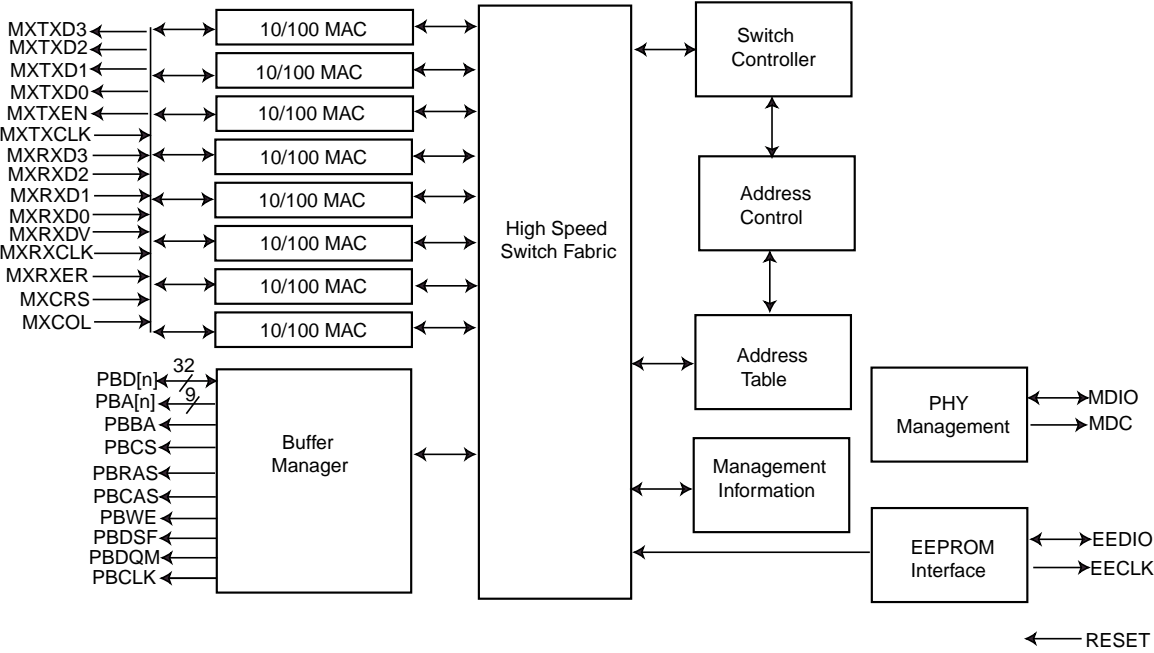 MXTXD3
MXTXD2
MXTXD1
MXTXD0
MXTXEN
MXTXCLK
MXRXD3
MXRXD2
MXRXD1
MXRXD0
MXRXDV
MXRXCLK
MXRXER
MXCRS
MXCOL
10/100 MAC
10/100 MAC
10/100 MAC
10/100 MAC
10/100 MAC
10/100 MAC
10/100 MAC
10/100 MAC
PBD[n]
32
PBA[n]
9
PBBA
PBCS
PBRAS
PBCAS
PBWE
PBDSF
PBDQM
PBCLK
Buffer
Manager
High Speed
Switch Fabric
Switch
Controller
Address
Control
Address
Table
Management
Information
PHY
Management
MDIO
MDC
EEPROM
Interface
EEDIO
EECLK
RESET